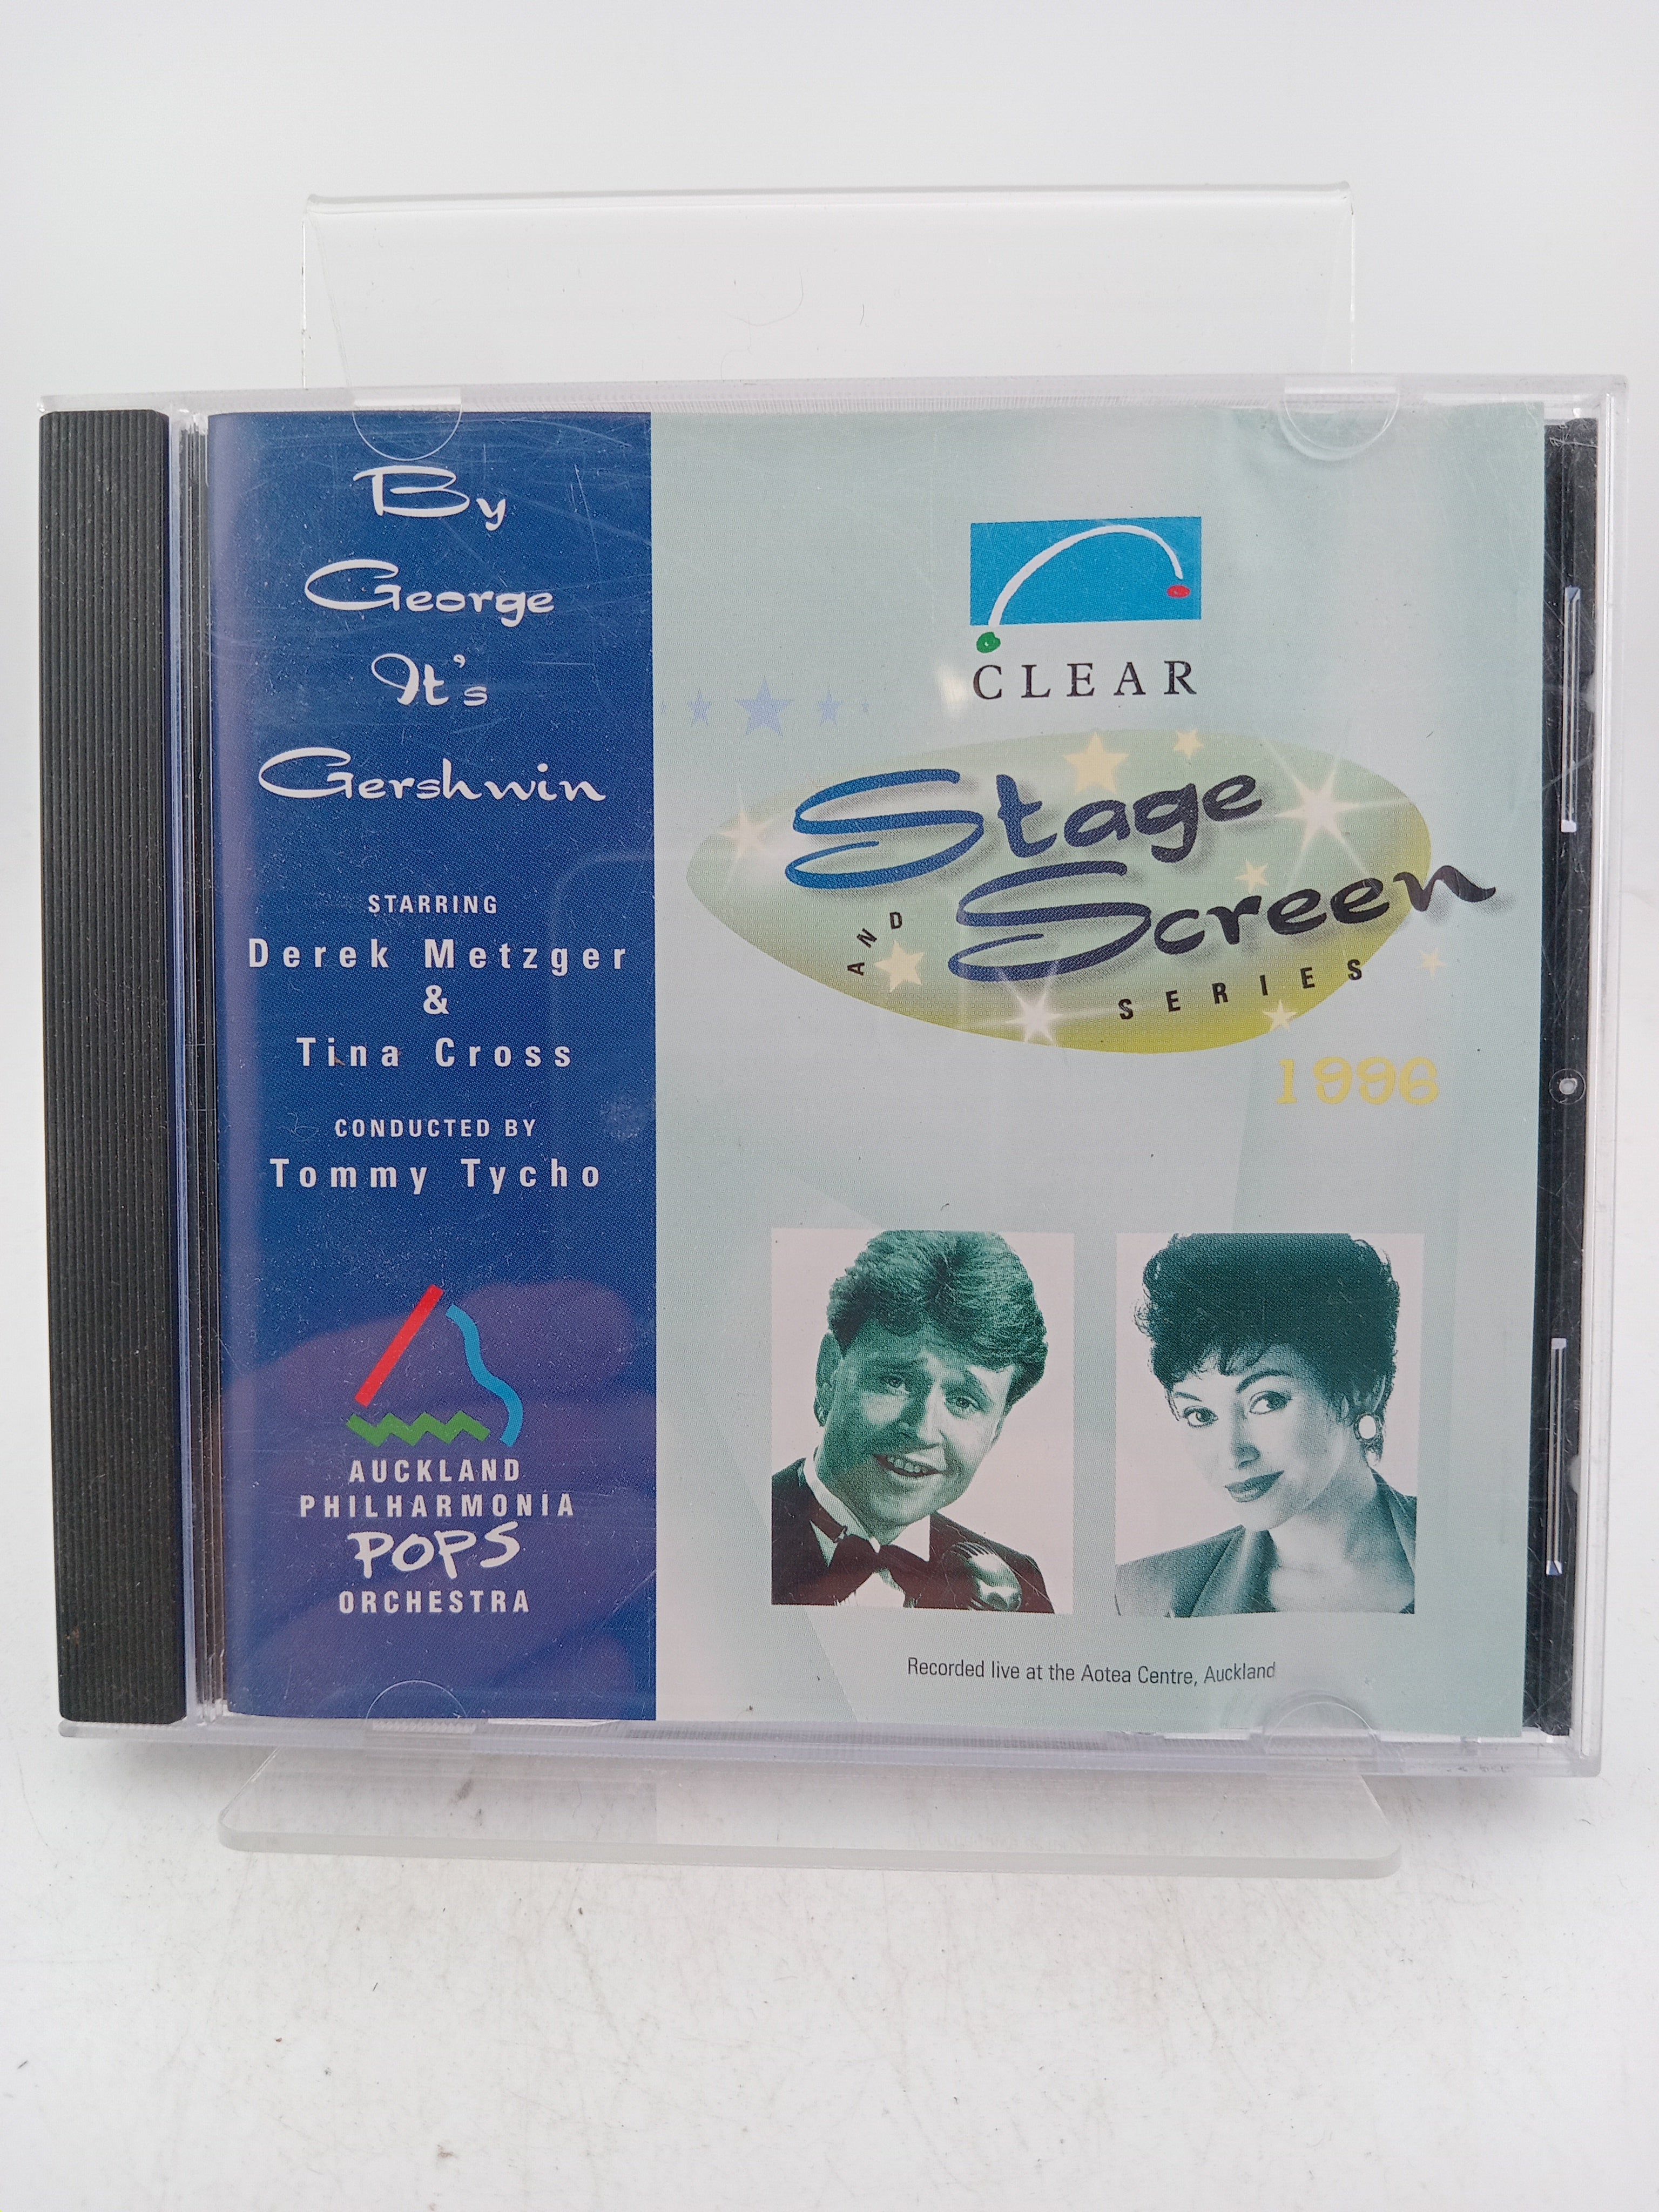 By
George
It's
Gershwin
STARRING
Derek Metzger
&
Tina Cross
CONDUCTED BY
Tommy Tycho
AUCKLAND
PHILHARMONIA
POPS
ORCHESTRA
CLEAR
Stage
AND Screen
SERIES
1996
Recorded live at the Aotea Centre, Auckland